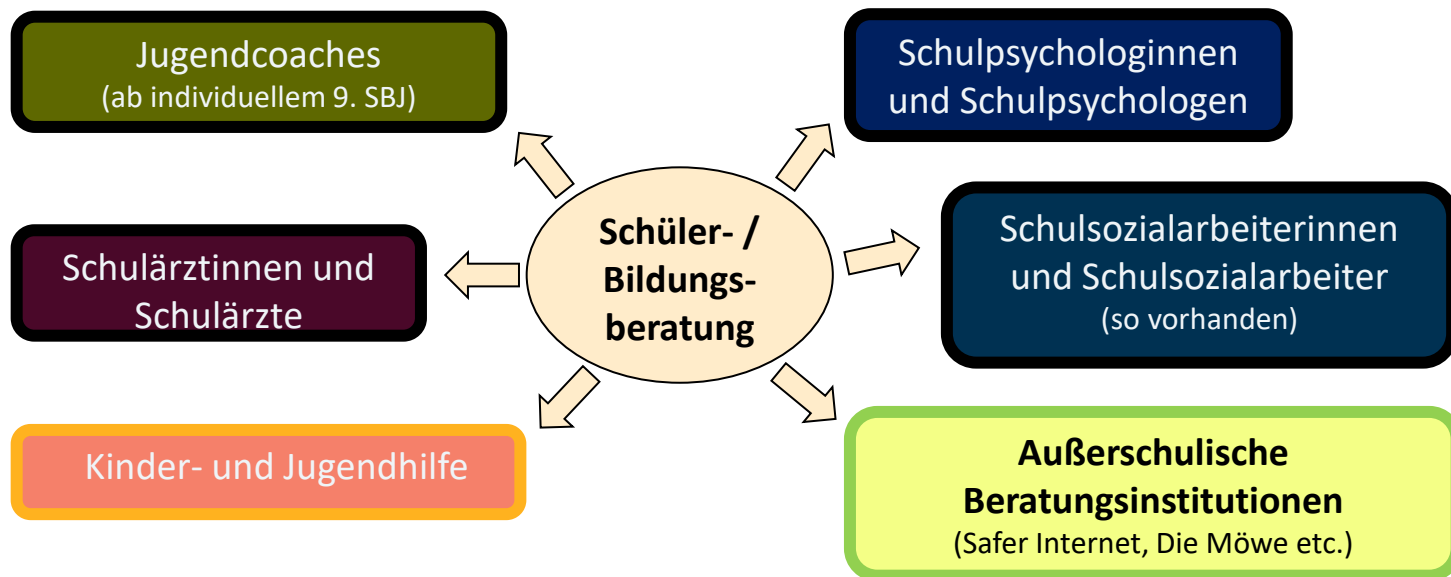 Jugendcoaches
(ab individuellem 9. SBJ)
Schulpsychologinnen
und Schulpsychologen
Schulärztinnen und
Schulärzte
Schüler- /
Bildungs-
beratung
Schulsozialarbeiterinnen
und Schulsozialarbeiter
(so vorhanden)
Kinder- und Jugendhilfe
Außerschulische
Beratungsinstitutionen
(Safer Internet, Die Möwe etc.)